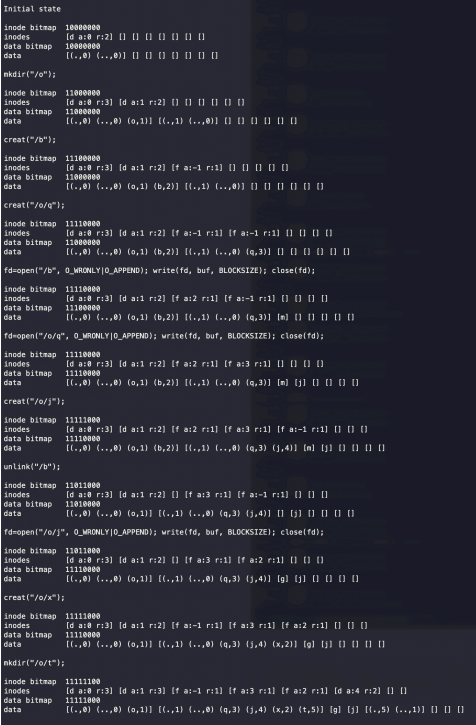 Initial state
inode bitmap 10000000
inodes [d a:0 r:2] [] [] [] [] [] [] []
data bitmap 10000000
data [(.,0) (..,0)] [] [] [] [] [] [] []
mkdir("/o");
inode bitmap 11000000
inodes [d a:0 r:3] [d a:1 r:2] [] [] [] [] [] []
data bitmap 11000000
data [(.,0) (..,0) (o,1)] [(.,1) (..,0)] [] [] [] [] [] []
creat("/b");
inode bitmap 11100000
inodes [d a:0 r:3] [d a:1 r:2] [f a:-1 r:1] [] [] [] [] []
data bitmap 11000000
data [(.,0) (..,0) (o,1) (b,2)] [(.,1) (..,0)] [] [] [] [] [] []
creat("/o/q");
inode bitmap 11110000
inodes [d a:0 r:3] [d a:1 r:2] [f a:-1 r:1] [f a:-1 r:1] [] [] [] []
data bitmap 11000000
data [(.,0) (..,0) (o,1) (b,2)] [(.,1) (..,0) (q,3)] [] [] [] [] [] []
fd=open("/b", O_WRONLY|O_APPEND); write(fd, buf, BLOCKSIZE); close(fd);
inode bitmap 11110000
inodes [d a:0 r:3] [d a:1 r:2] [f a:2 r:1] [f a:-1 r:1] [] [] [] []
data bitmap 11100000
data [(.,0) (..,0) (o,1) (b,2)] [(.,1) (..,0) (q,3)] [m] [] [] [] [] []
fd=open("/o/q", O_WRONLY|O_APPEND); write(fd, buf, BLOCKSIZE); close(fd);
inode bitmap 11110000
inodes [d a:0 r:3] [d a:1 r:2] [f a:2 r:1] [f a:3 r:1] [] [] [] []
data bitmap 11110000
data [(.,0) (..,0) (o,1) (b,2)] [(.,1) (..,0) (q,3)] [m] [j] [] [] [] []
creat("/o/j");
inode bitmap 11111000
inodes [d a:0 r:3] [d a:1 r:2] [f a:2 r:1] [f a:3 r:1] [f a:-1 r:1] [] [] []
data bitmap 11110000
data [(.,0) (..,0) (o,1) (b,2)] [(.,1) (..,0) (q,3) (j,4)] [m] [j] [] [] [] []
unlink("/b");
inode bitmap 11011000
inodes [d a:0 r:3] [d a:1 r:2] [] [f a:3 r:1] [f a:-1 r:1] [] [] []
data bitmap 11010000
data [(.,0) (..,0) (o,1)] [(.,1) (..,0) (q,3) (j,4)] [] [j] [] [] [] []
fd=open("/o/j", O_WRONLY|O_APPEND); write(fd, buf, BLOCKSIZE); close(fd);
inode bitmap 11011000
inodes [d a:0 r:3] [d a:1 r:2] [] [f a:3 r:1] [f a:2 r:1] [] [] []
data bitmap 11110000
data [(.,0) (..,0) (o,1)] [(.,1) (..,0) (q,3) (j,4)] [g] [j] [] [] [] []
creat("/o/x");
inode bitmap 11111000
inodes [d a:0 r:3] [d a:1 r:2] [f a:-1 r:1] [f a:3 r:1] [f a:2 r:1] [] [] []
data bitmap 11110000
data [(.,0) (..,0) (o,1)] [(.,1) (..,0) (q,3) (j,4) (x,2)] [g] [j] [] [] [] []
mkdir("/o/t");
inode bitmap 11111100
inodes [d a:0 r:3] [d a:1 r:3] [f a:-1 r:1] [f a:3 r:1] [f a:2 r:1] [d a:4 r:2] [] []
data bitmap 11111000
data [(.,0) (..,0) (o,1)] [(.,1) (..,0) (q,3) (j,4) (x,2) (t,5)] [g] [j] [(.,5) (..,1)] [] [] []